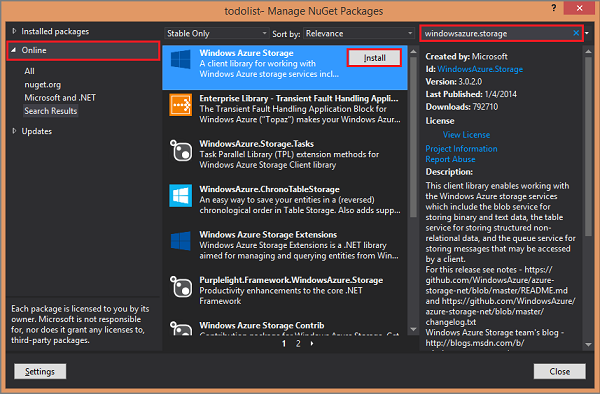 todolist- Manage NuGet Packages
Installed packages
Online
All
nuget.org
Microsoft and .NET
Search Results
Updates
Each package is licensed to you by its
owner. Microsoft is not responsible
for, nor does it grant any licenses to,
third-party packages.
Stable Only
Sort by: Relevance
Windows Azure Storage
A client library for working with
Windows Azure storage services incl...
Install
Enterprise Library - Transient Fault Handling Applic...
The Transient Fault Handling Application Block for
Windows Azure ("Topaz") makes your Windows Azur...
WindowsAzure.Storage.Tasks
Task Parallel Library (TPL) extension methods for
Windows Azure Storage Client library
WindowsAzure.ChronoTableStorage
An easy way to save your entities in a (reversed)
chronological order in Table Storage. Also adds supp...
Windows Azure Storage Extensions
Windows Azure Storage Extensions is a .NET library
aimed for managing and querying entities from Win...
Purplelight.Framework.WindowsAzure.Storage
Productivity enhancements to the core .NET
Framework
Windows Azure Storage Contrib
1 2
windowsazure.storage
Created by: Microsoft
Id: WindowsAzure.Storage
Version: 3.0.2.0
Last Published: 1/4/2014
Downloads: 792710
License
View License
Project Information
Report Abuse
Description:
This client library enables working with
the Windows Azure storage services
which include the blob service for
storing binary and text data, the table
service for storing structured non-
relational data, and the queue service for
storing messages that may be accessed
by a client.
For this release see notes - https://
github.com/WindowsAzure/
azure-storage-net/blob/master/README.md
and https://github.com/WindowsAzure/
azure-storage-net/blob/master/
changelog.txt
Windows Azure Storage team's blog -
http://blogs.msdn.com/b/
Settings
Close